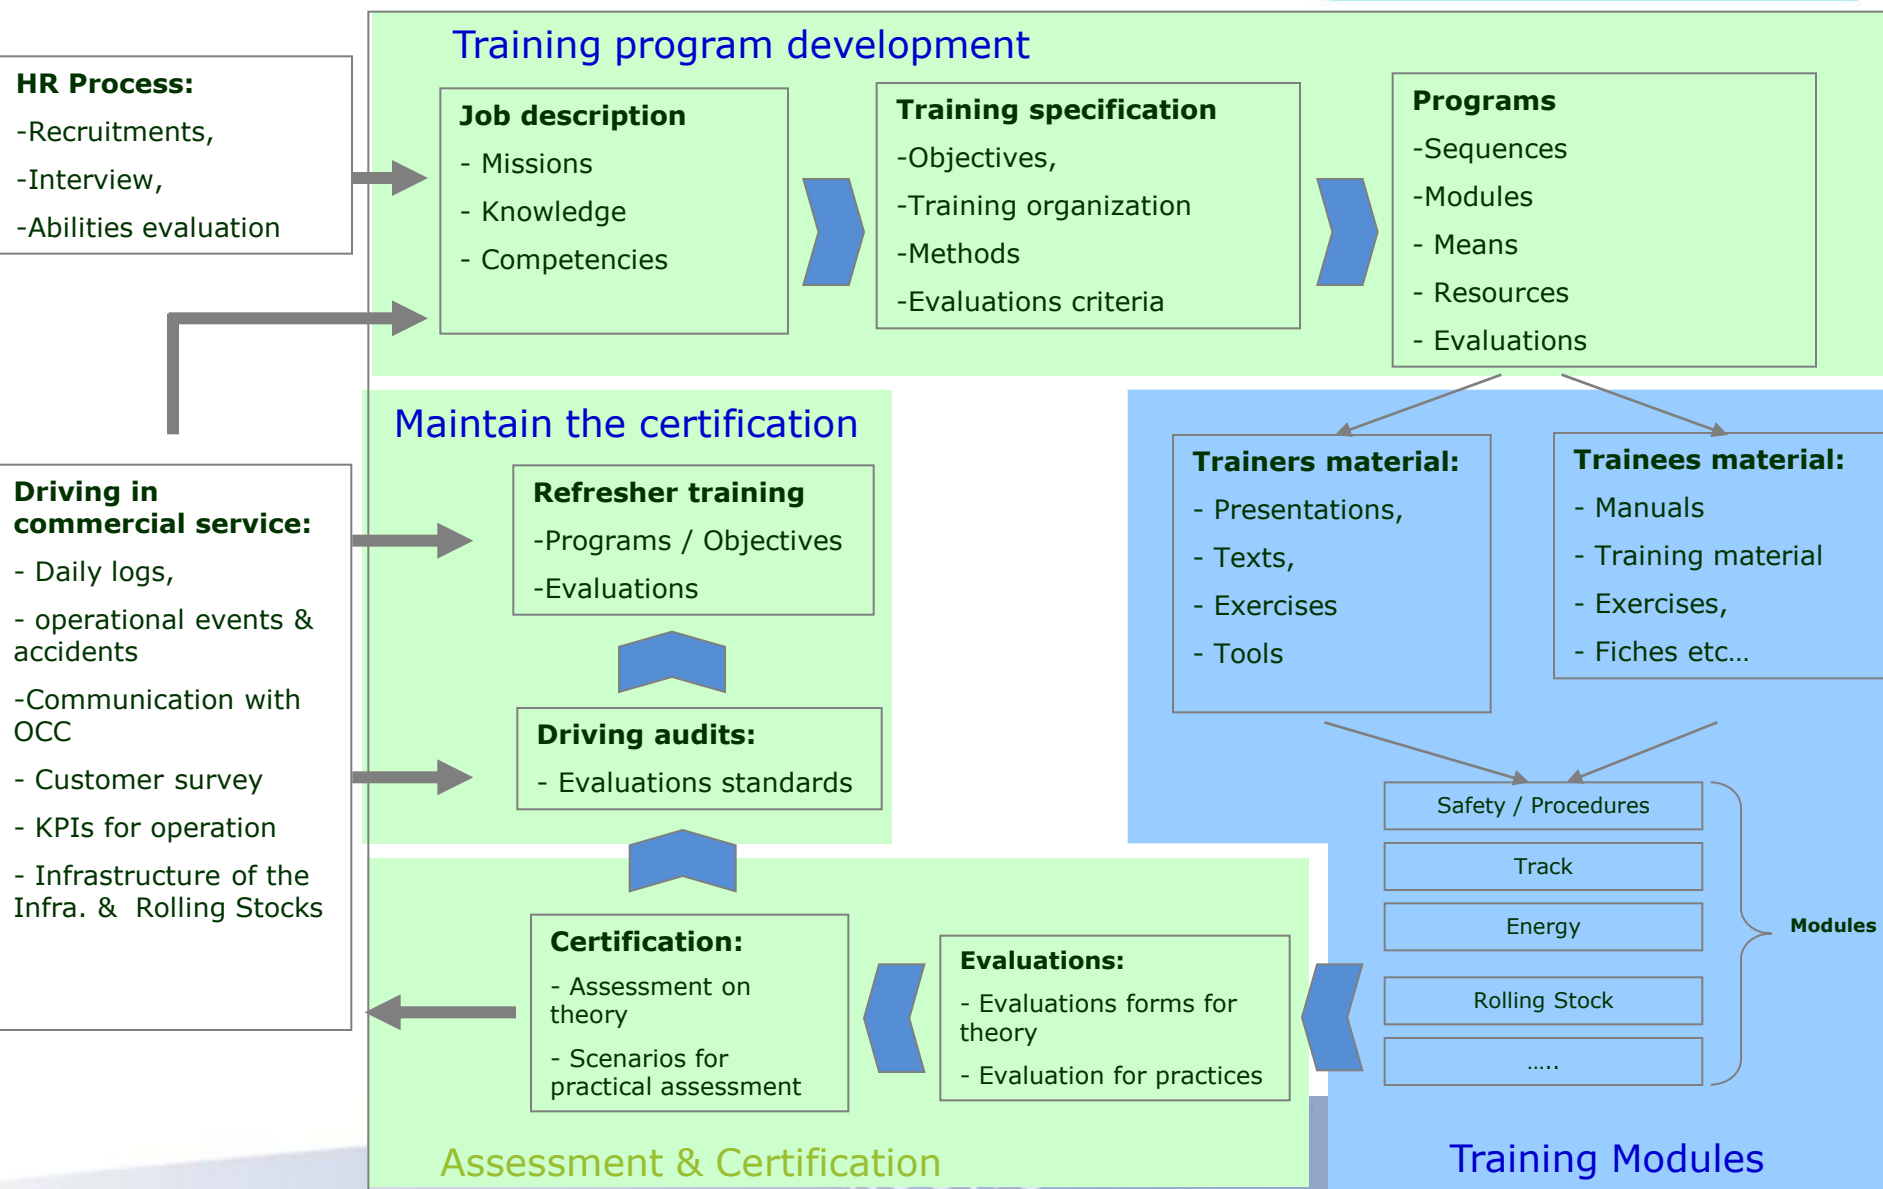 Training program development
HR Process:
-Recruitments,
-Interview,
-Abilities evaluation
Job description
- Missions
- Knowledge
- Competencies
Training specification
-Objectives,
-Training organization
-Methods
-Evaluations criteria
Programs
-Sequences
-Modules
- Means
- Resources
- Evaluations
Maintain the certification
Driving in
commercial service:
- Daily logs,
- operational events &
accidents
-Communication with
OCC
- Customer survey
- KPIs for operation
- Infrastructure of the
Infra. &  Rolling Stocks
Refresher training
-Programs / Objectives
-Evaluations
Driving audits:
- Evaluations standards
Trainers material:
- Presentations,
- Texts,
- Exercises
- Tools
Trainees material:
- Manuals
- Training material
- Exercises,
- Fiches etc…
Safety / Procedures
Track
Energy
Rolling Stock
…..
Modules
Certification:
- Assessment on
theory
- Scenarios for
practical assessment
Evaluations:
- Evaluations forms for
theory
- Evaluation for practices
Assessment & Certification
Training Modules